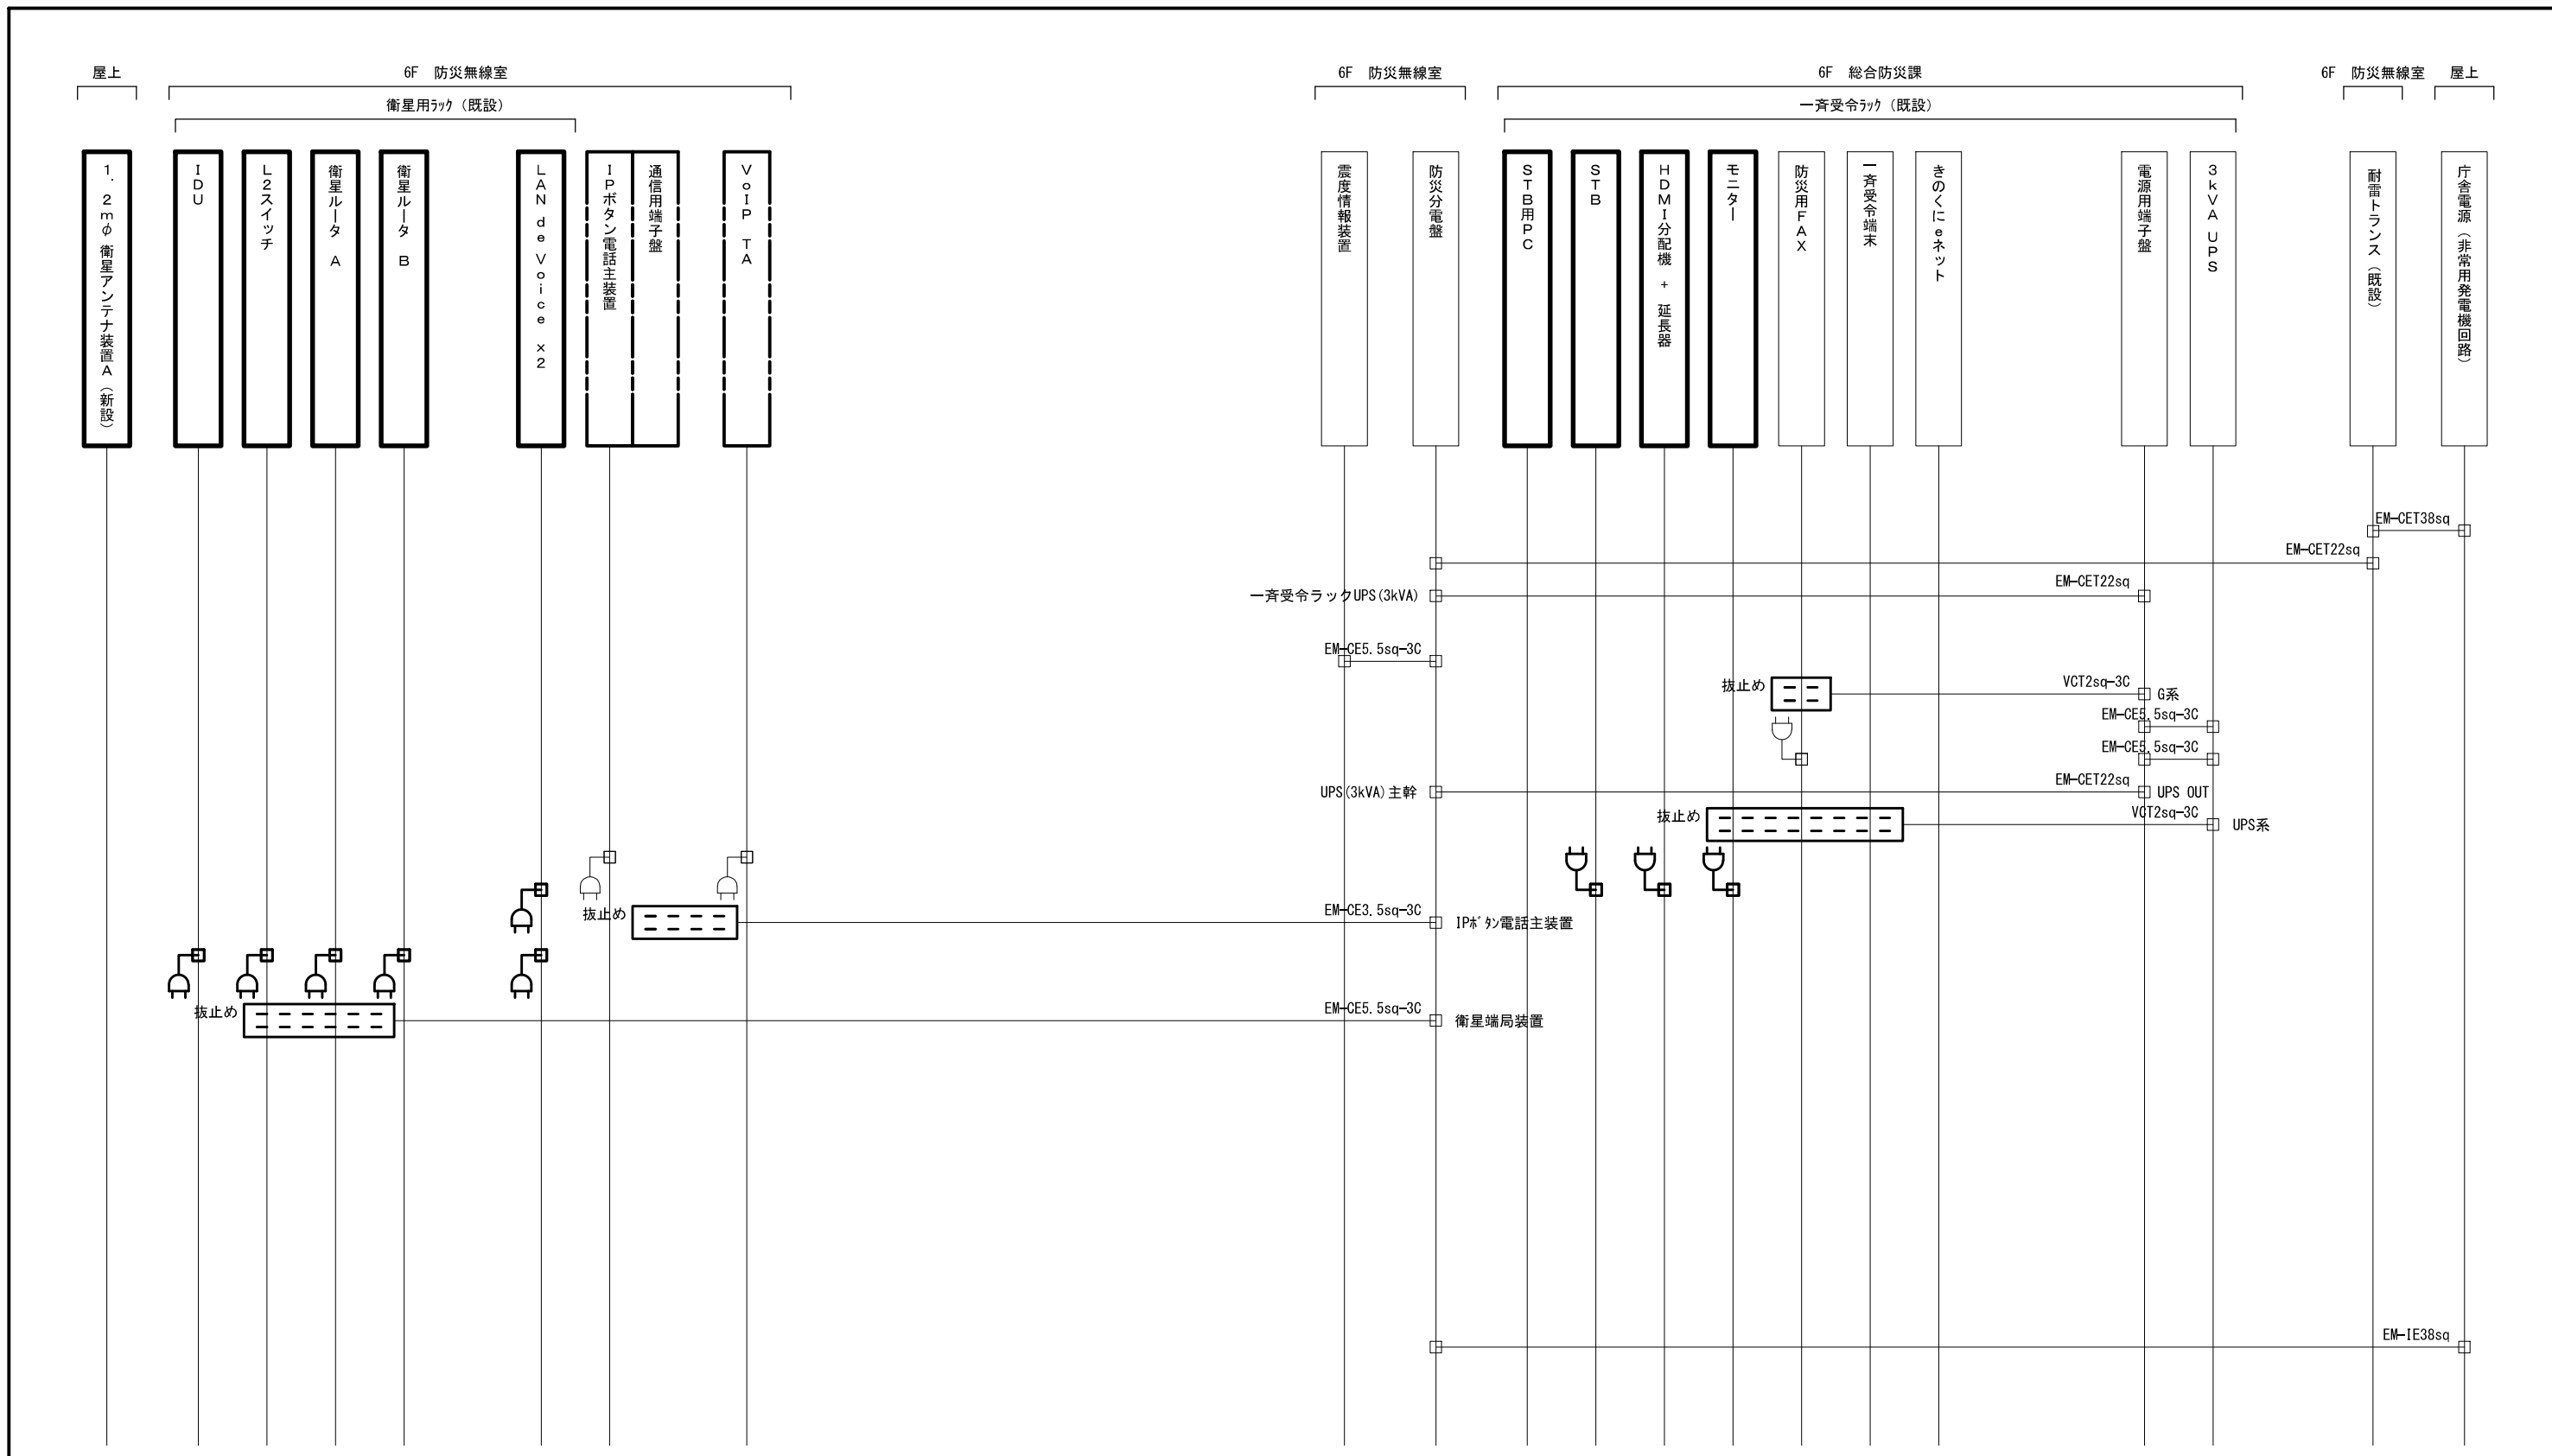 屋上
6F 防災無線室
6F 防災無線室
6F 総合防災課
6F 防災無線室
屋上
衛星用ﾗｯｸ（既設）
一斉受令ﾗｯｸ（既設）
1．2mφ 衛星アンテナ装置A（新設）
IDU
L2スイッチ
衛星ルータ A
衛星ルータ B
LAN de Voice ×2
IPボタン電話主装置
通信用端子盤
VoIP TA
震度情報装置
防災分電盤
STB用PC
STB
HDMI分配機 + 延長器
モニター
防災用FAX
一斉受令端末
きのくにeネット
電源用端子盤
3kVA UPS
耐雷トランス（既設）
庁舎電源（非常用発電機回路）
EM-CET38sq
EM-CET22sq
EM-CET22sq
一斉受令ラックUPS(3kVA)
EM-CE5.5sq-3C
抜止め
VCT2sq-3C
G系
EM-CE5.5sq-3C
EM-CE5.5sq-3C
EM-CET22sq
UPS(3kVA)主幹
UPS OUT
抜止め
VCT2sq-3C
UPS系
抜止め
EM-CE3.5sq-3C
IPﾎﾞﾀﾝ電話主装置
抜止め
EM-CE5.5sq-3C
衛星端局装置
EM-IE38sq